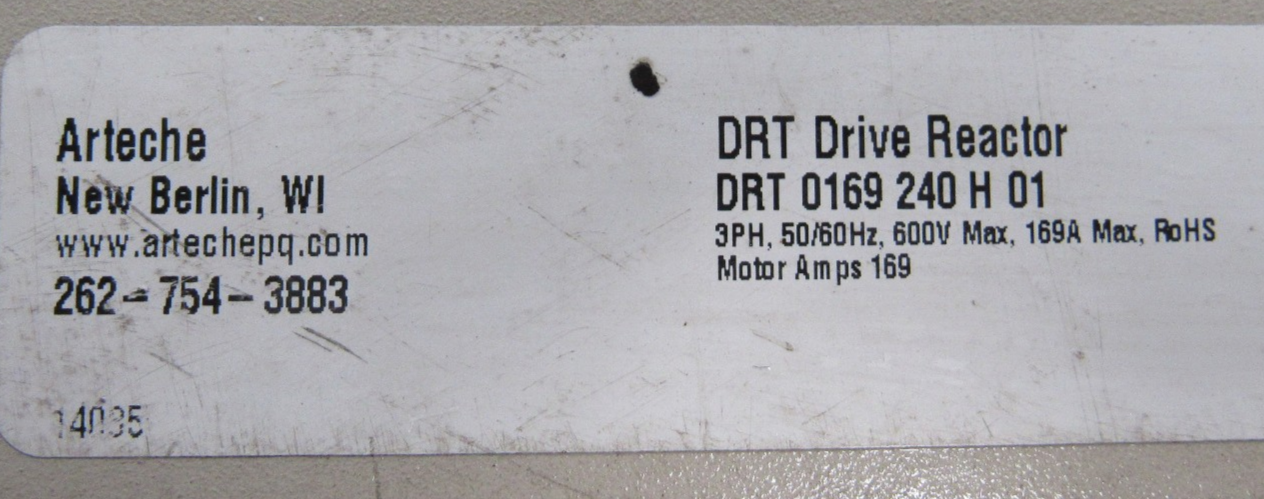 Arteche
New Berlin, WI
www.artechepq.com
262-754-3883
DRT Drive Reactor
DRT 0169 240 H 01
3PH, 50/60Hz, 600V Max, 169A Max, RoHS
Motor Amps 169